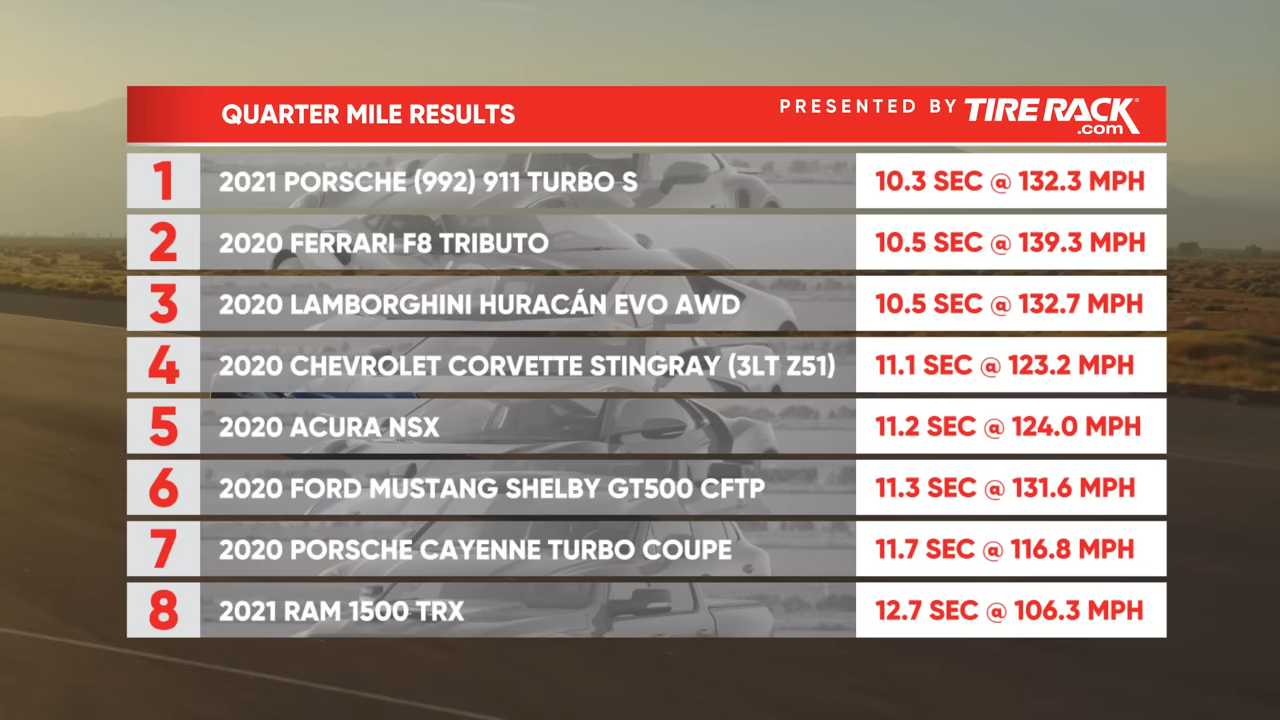 QUARTER MILE RESULTS
PRESENTED BY TIRE RACK®
.com
1 2021 PORSCHE (992) 911 TURBO S 10.3 SEC @ 132.3 MPH
2 2020 FERRARI F8 TRIBUTO 10.5 SEC @ 139.3 MPH
3 2020 LAMBORGHINI HURACÁN EVO AWD 10.5 SEC @ 132.7 MPH
4 2020 CHEVROLET CORVETTE STINGRAY (3LT Z51) 11.1 SEC @ 123.2 MPH
5 2020 ACURA NSX 11.2 SEC @ 124.0 MPH
6 2020 FORD MUSTANG SHELBY GT500 CFTP 11.3 SEC @ 131.6 MPH
7 2020 PORSCHE CAYENNE TURBO COUPE 11.7 SEC @ 116.8 MPH
8 2021 RAM 1500 TRX 12.7 SEC @ 106.3 MPH